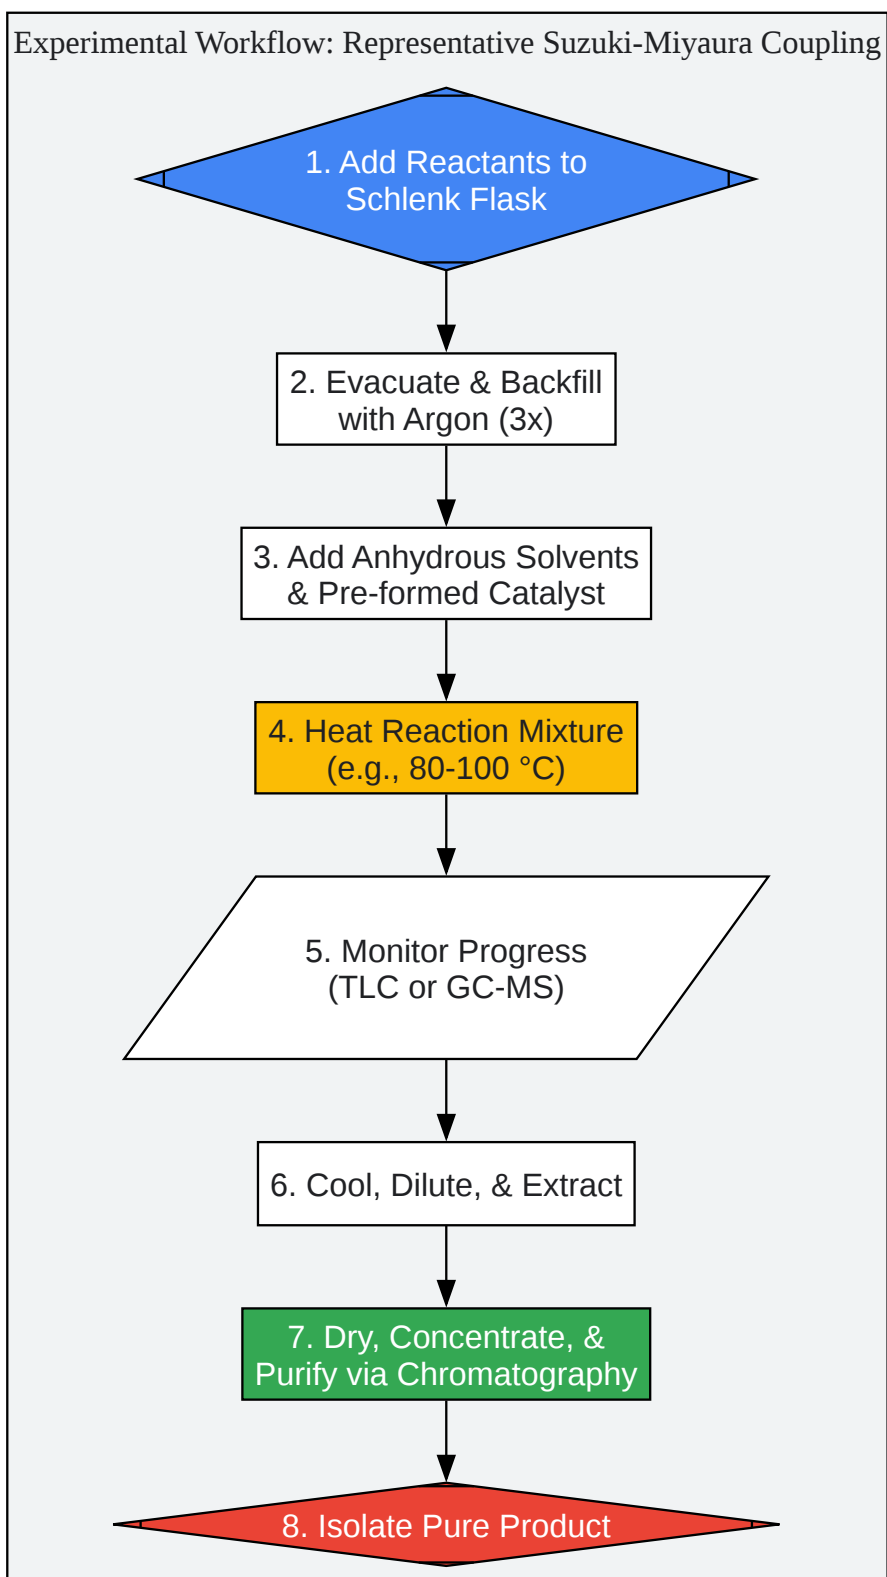 Experimental Workflow: Representative Suzuki-Miyaura Coupling
1. Add Reactants to
Schlenk Flask
2. Evacuate & Backfill
with Argon (3x)
3. Add Anhydrous Solvents
& Pre-formed Catalyst
4. Heat Reaction Mixture
(e.g., 80-100 °C)
5. Monitor Progress
(TLC or GC-MS)
6. Cool, Dilute, & Extract
7. Dry, Concentrate, &
Purify via Chromatography
8. Isolate Pure Product